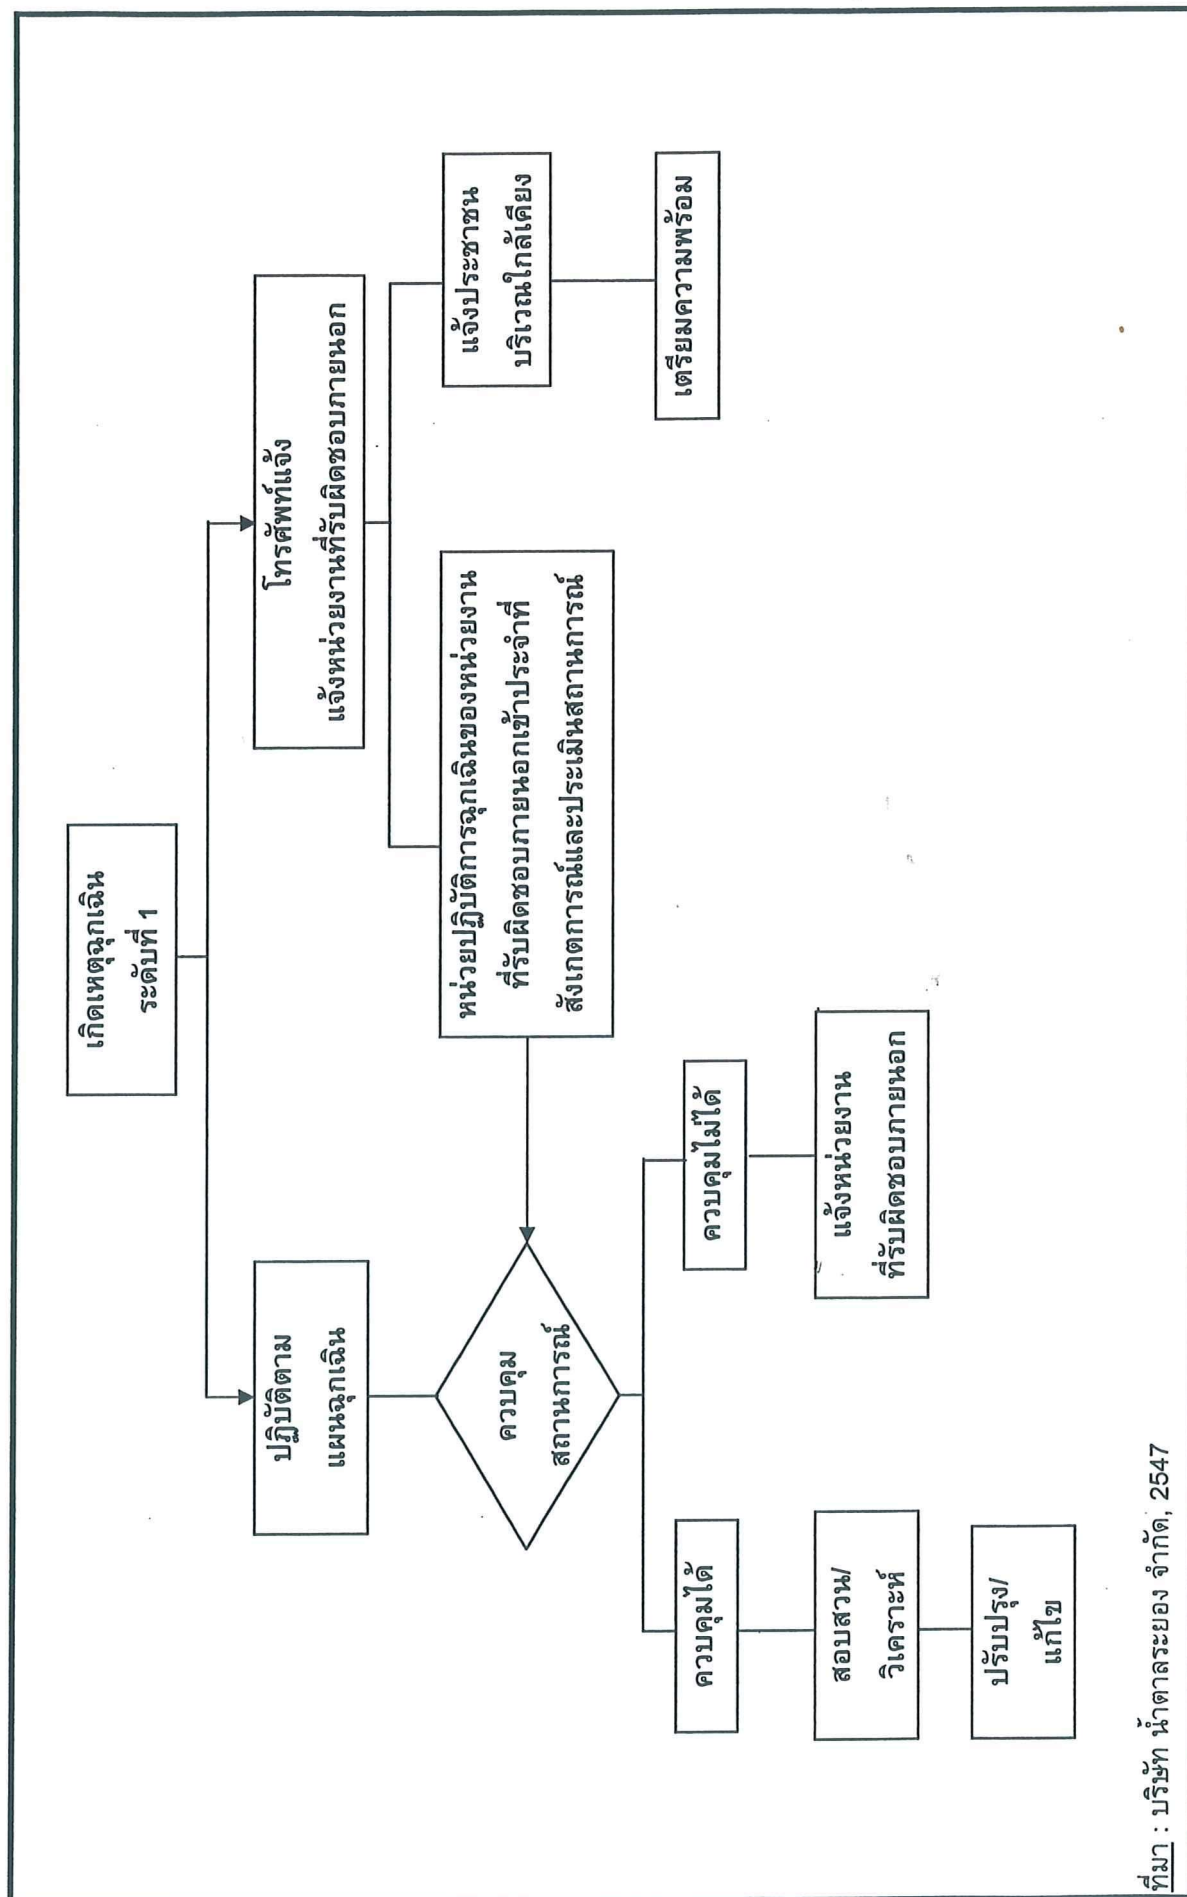 เกิดเหตุฉุกเฉิน
ระดับที่ 1
ปฏิบัติตาม
แผนฉุกเฉิน
โทรศัพท์แจ้ง
แจ้งหน่วยงานที่รับผิดชอบภายนอก
ควบคุม
สถานการณ์
หน่วยปฏิบัติการฉุกเฉินของหน่วยงาน
ที่รับผิดชอบภายนอกเข้าประจำที่
สังเกตการณ์และประเมินสถานการณ์
แจ้งประชาชน
บริเวณใกล้เคียง
เตรียมความพร้อม
ควบคุมได้
ควบคุมไม่ได้
สอบสวน/
วิเคราะห์
แจ้งหน่วยงาน
ที่รับผิดชอบภายนอก
ปรับปรุง/
แก้ไข
ที่มา : บริษัท น้ำตาลระยอง จำกัด, 2547